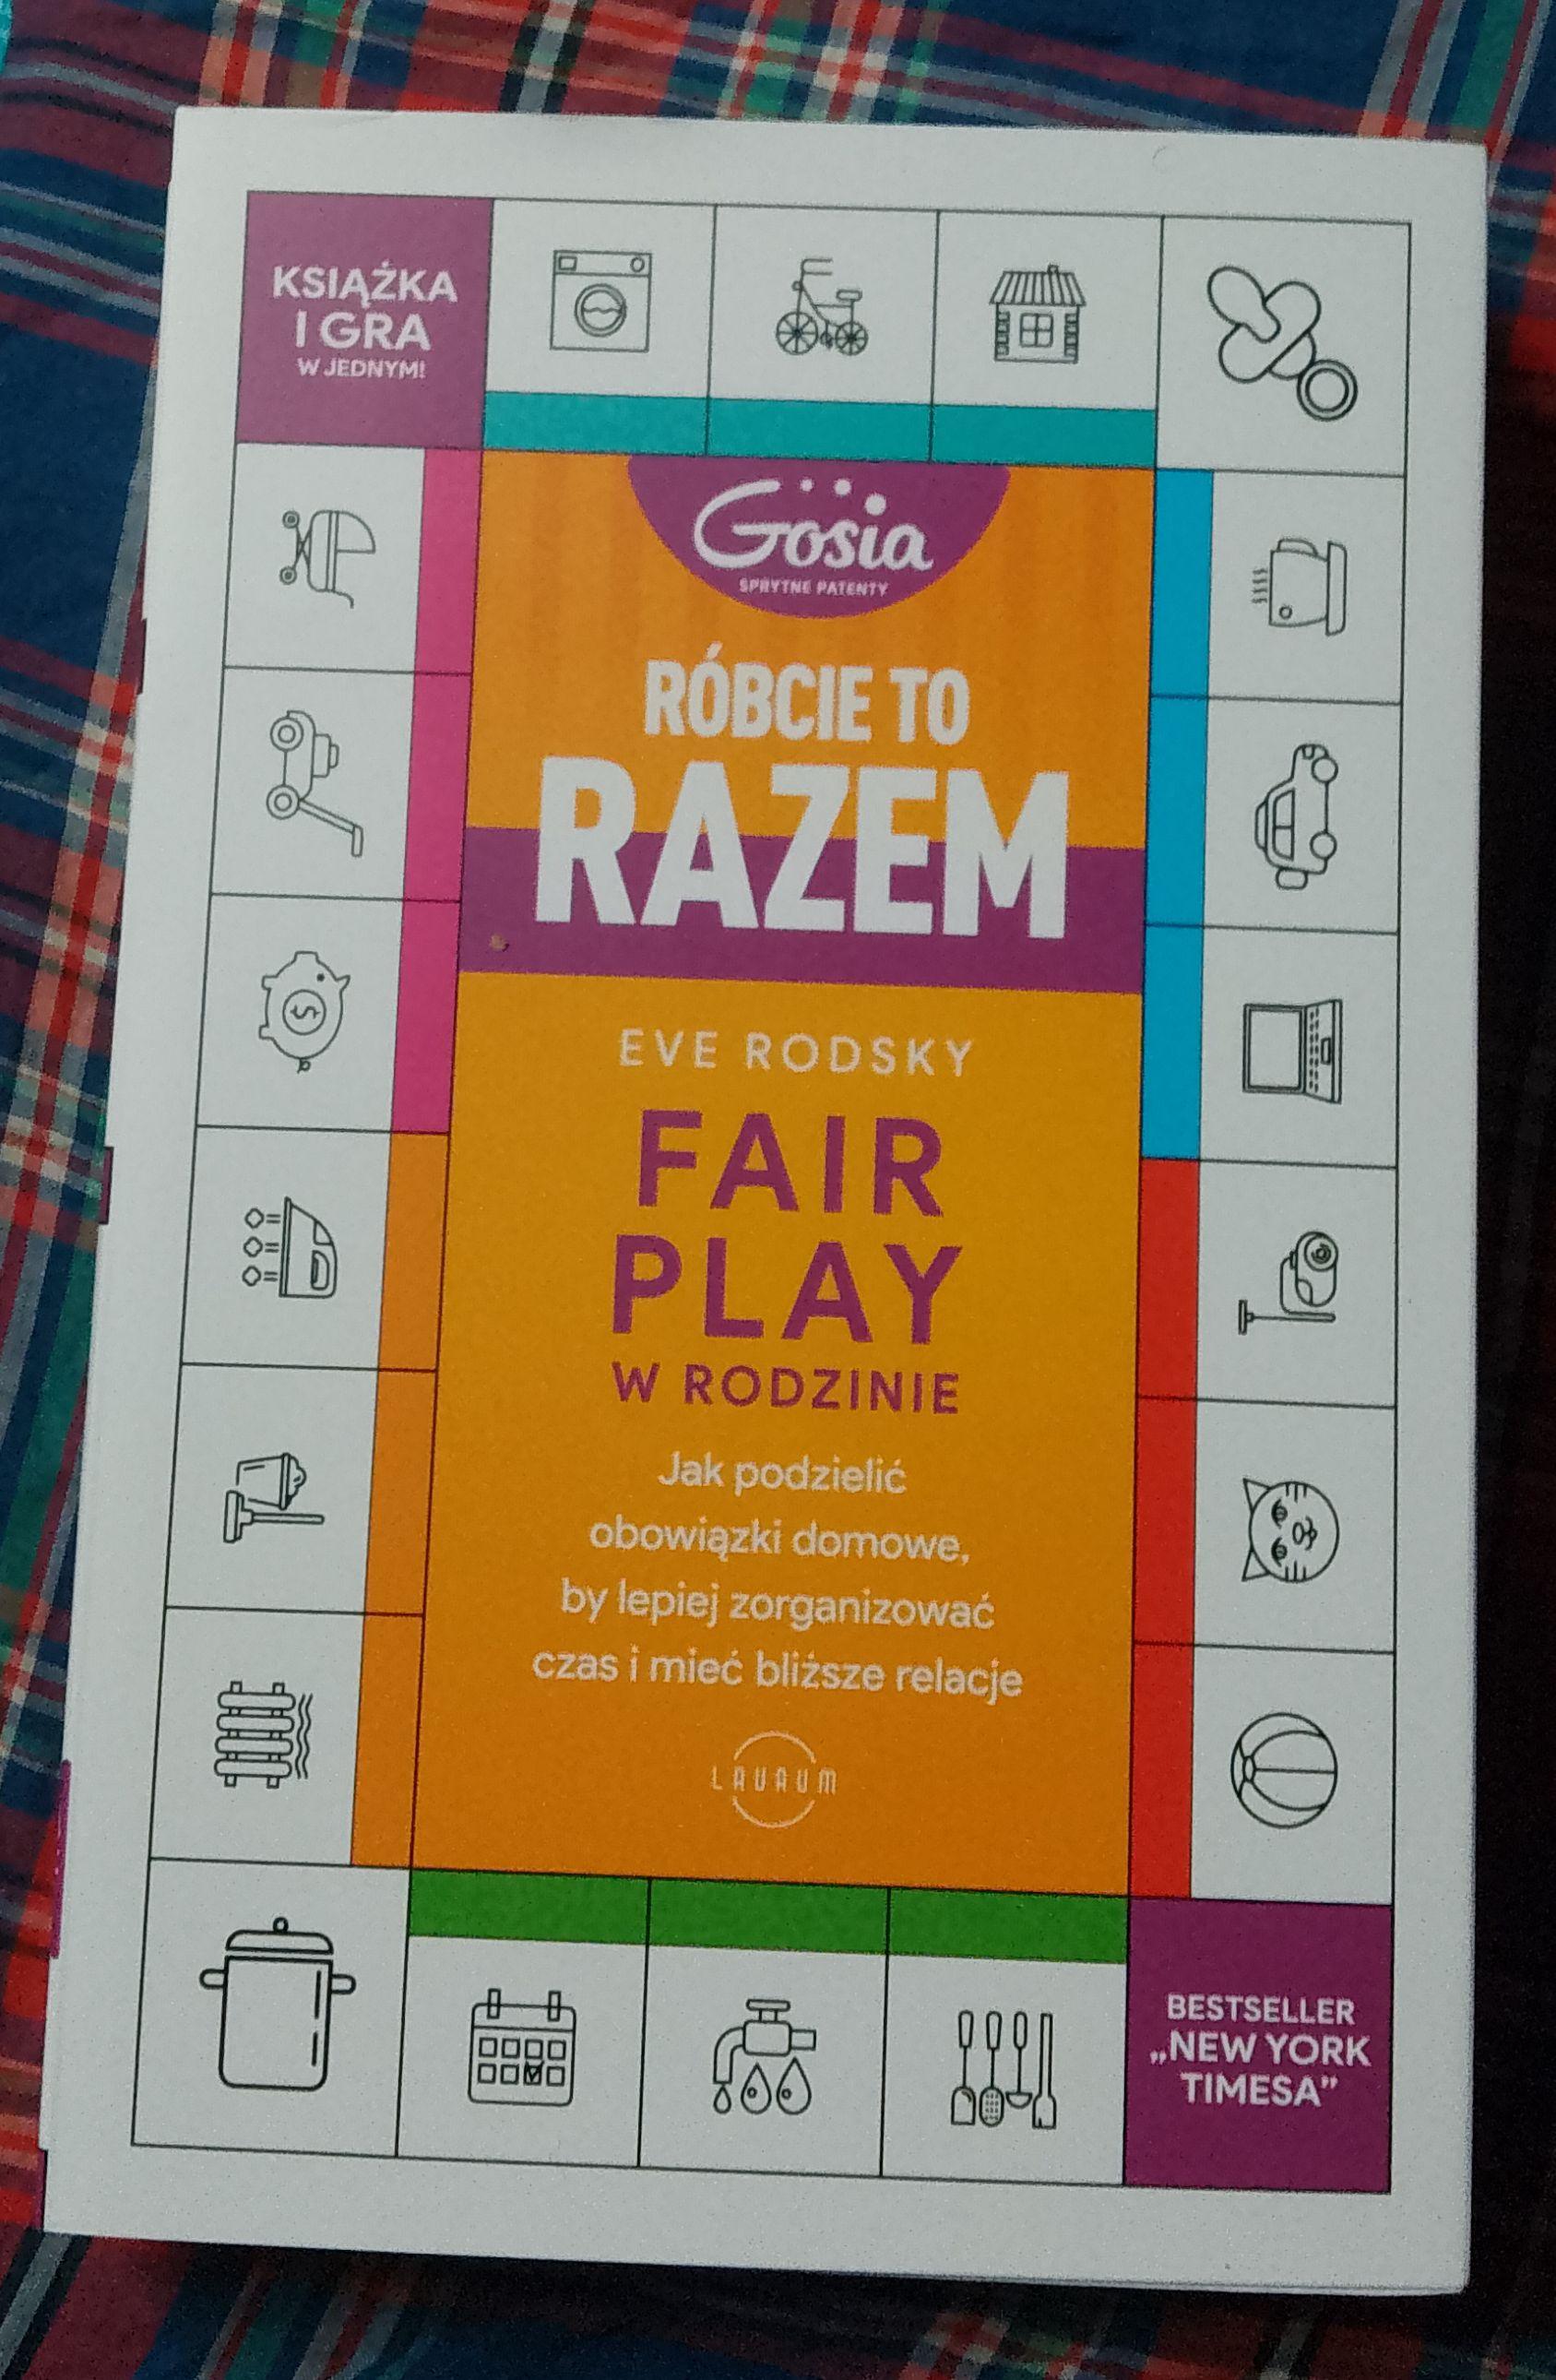 KSIĄŻKA
I GRA
W JEDNYM!
Gosia
SPRYTNE PATENTY
RÓBCIE TO
RAZEM
EVE RODSKY
FAIR
PLAY
W RODZINIE
Jak podzielić
obowiązki domowe,
by lepiej zorganizować
czas i mieć bliższe relacje
LAURUM
BESTSELLER
„NEW YORK
TIMESA”